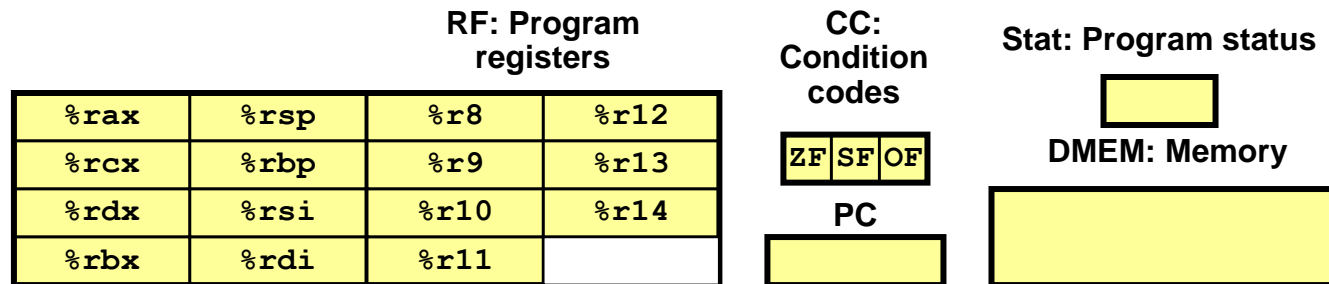 RF: Program
registers
CC:
Condition
codes
Stat: Program status
%rax %rsp %r8 %r12
%rcx %rbp %r9 %r13
%rdx %rsi %r10 %r14
%rbx %rdi %r11
ZF SF OF
PC
DMEM: Memory